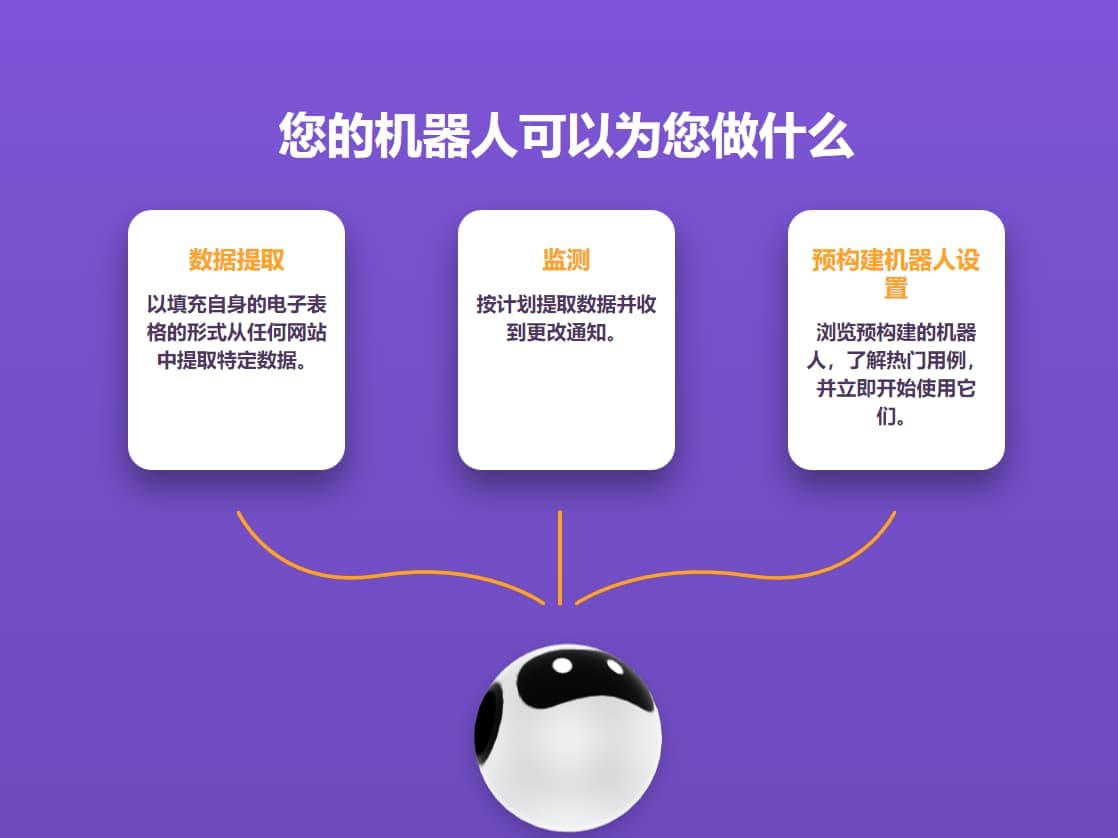 您的机器人可以为您做什么
数据提取
以填充自身的电子表
格的形式从任何网站
中提取特定数据。
监测
按计划提取数据并收
到更改通知。
预构建机器人设
置
浏览预构建的机器
人，了解热门用例，
并立即开始使用它
们。